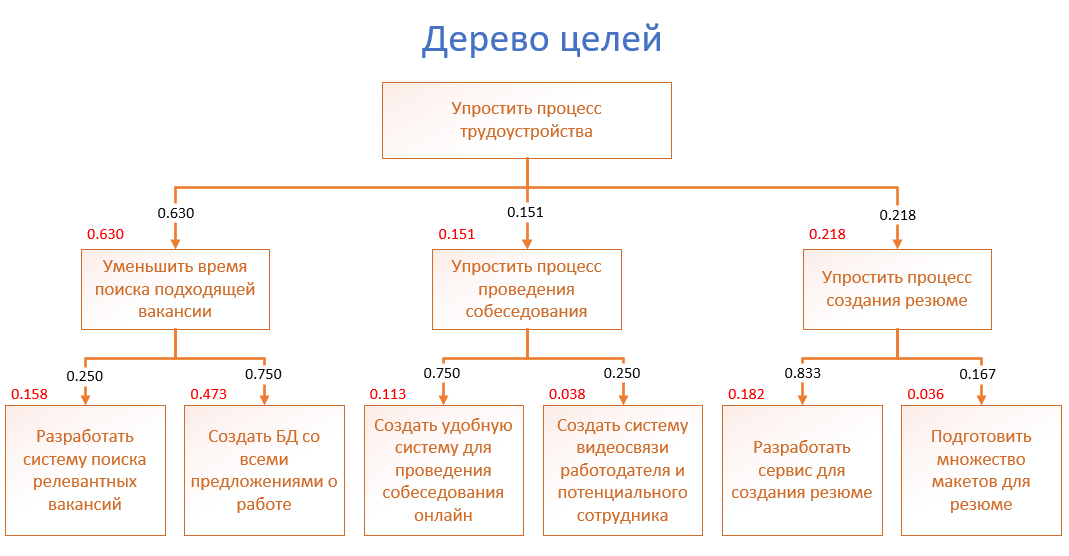 Дерево целей
Упростить процесс
трудоустройства
0.630
0.151
0.218
0.630
0.151
0.218
Уменьшить время
поиска подходящей
вакансии
Упростить процесс
проведения
собеседования
Упростить процесс
создания резюме
0.250
0.750
0.750
0.250
0.833
0.167
0.158
0.473
0.113
0.038
0.182
0.036
Разработать
систему поиска
релевантных
вакансий
Создать БД со
всеми
предложениями о
работе
Создать удобную
систему для
проведения
собеседования
онлайн
Создать систему
видеосвязи
работодателя и
потенциального
сотрудника
Разработать
сервис для
создания резюме
Подготовить
множество
макетов для
резюме